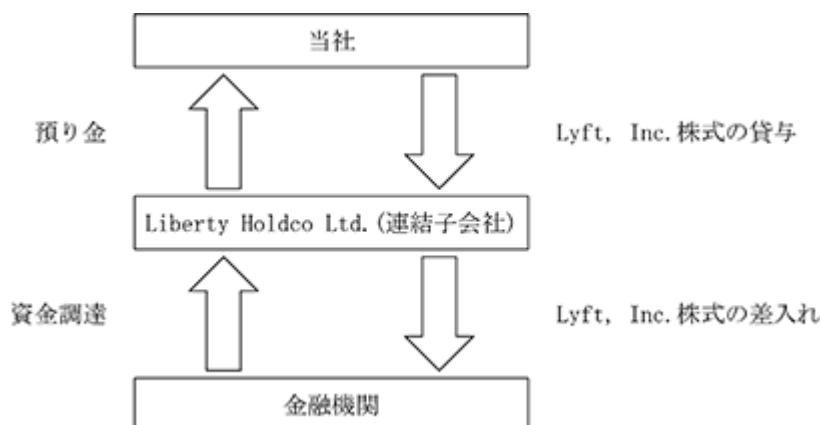 当社
預り金
Lyft, Inc.株式の貸与
Liberty Holdco Ltd.(連結子会社)
資金調達
Lyft, Inc.株式の差入れ
金融機関